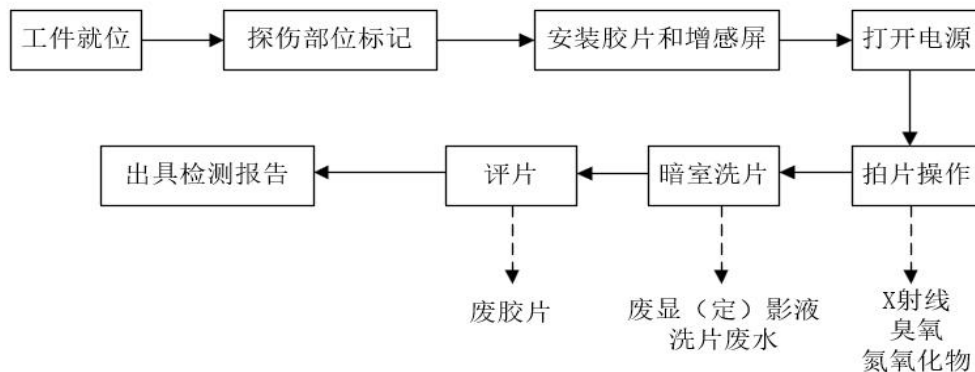 工件就位
探伤部位标记
安装胶片和增感屏
打开电源
出具检测报告
评片
暗室洗片
拍片操作
废胶片
废显（定）影液
洗片废水
X射线
臭氧
氮氧化物